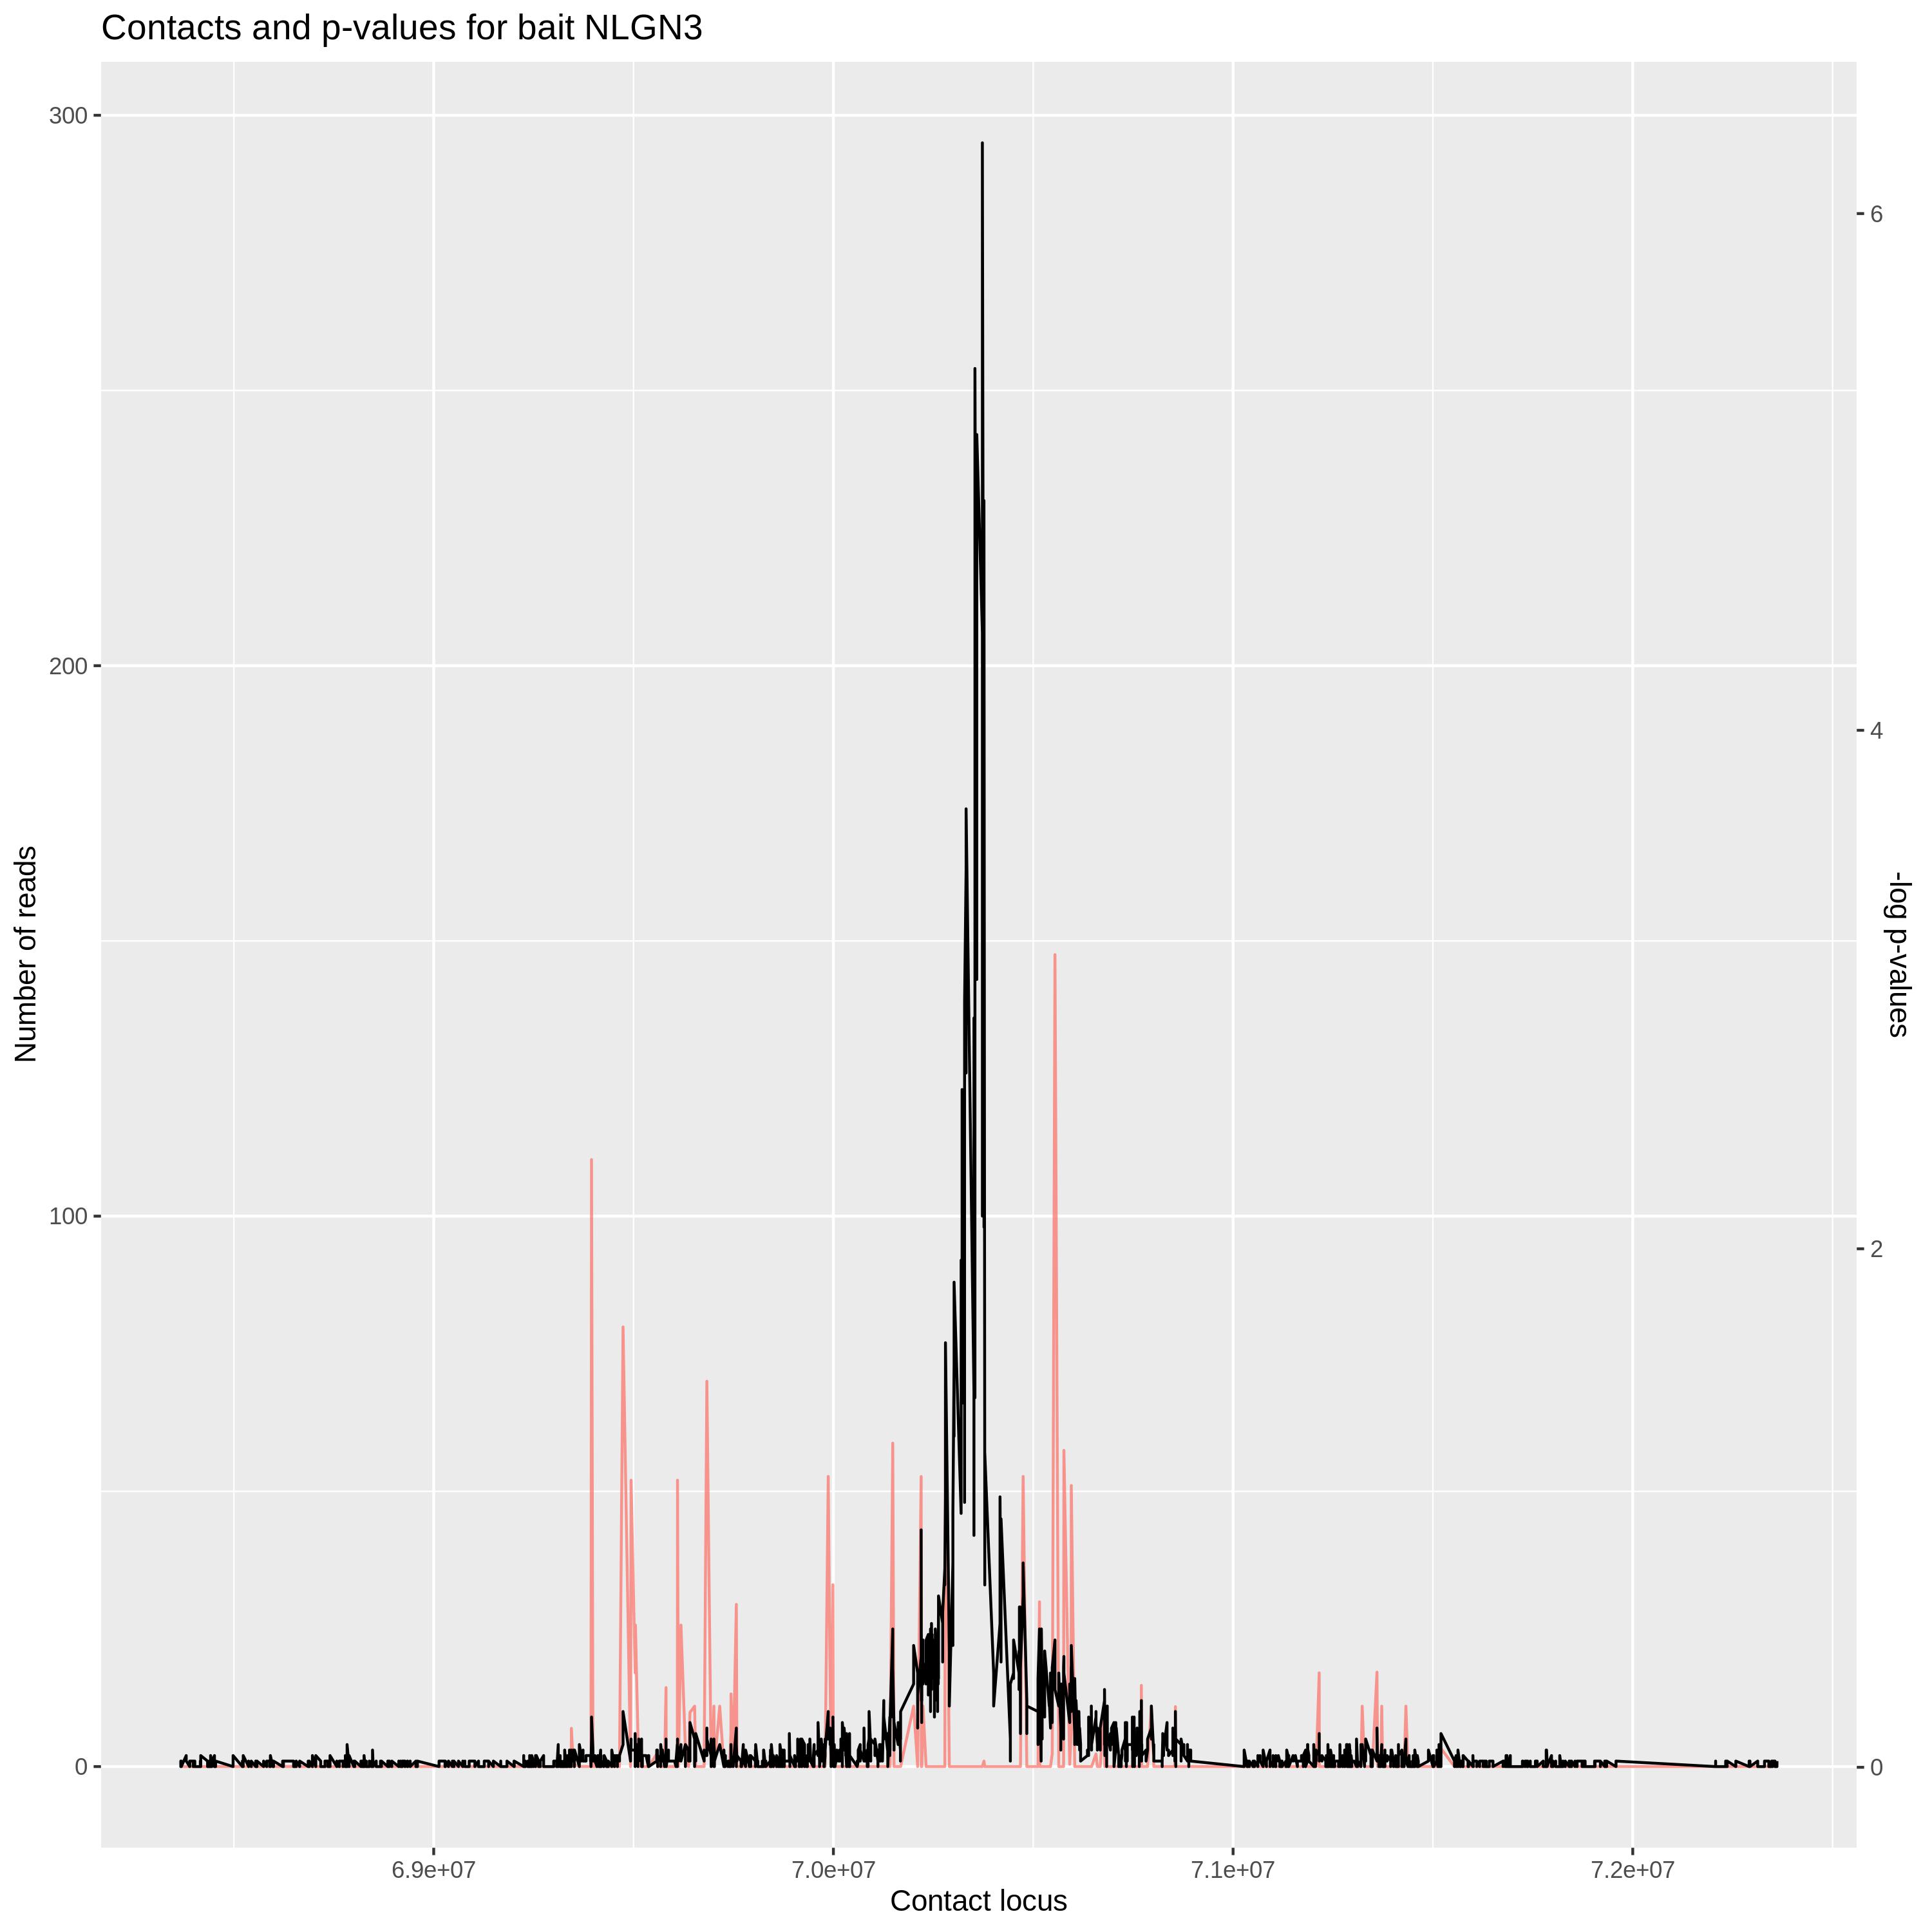 Contacts and p-values for bait NLGN3
300
200
100
0
Number of reads
6
4
2
0
-log p-values
6.9e+07
7.0e+07
7.1e+07
7.2e+07
Contact locus